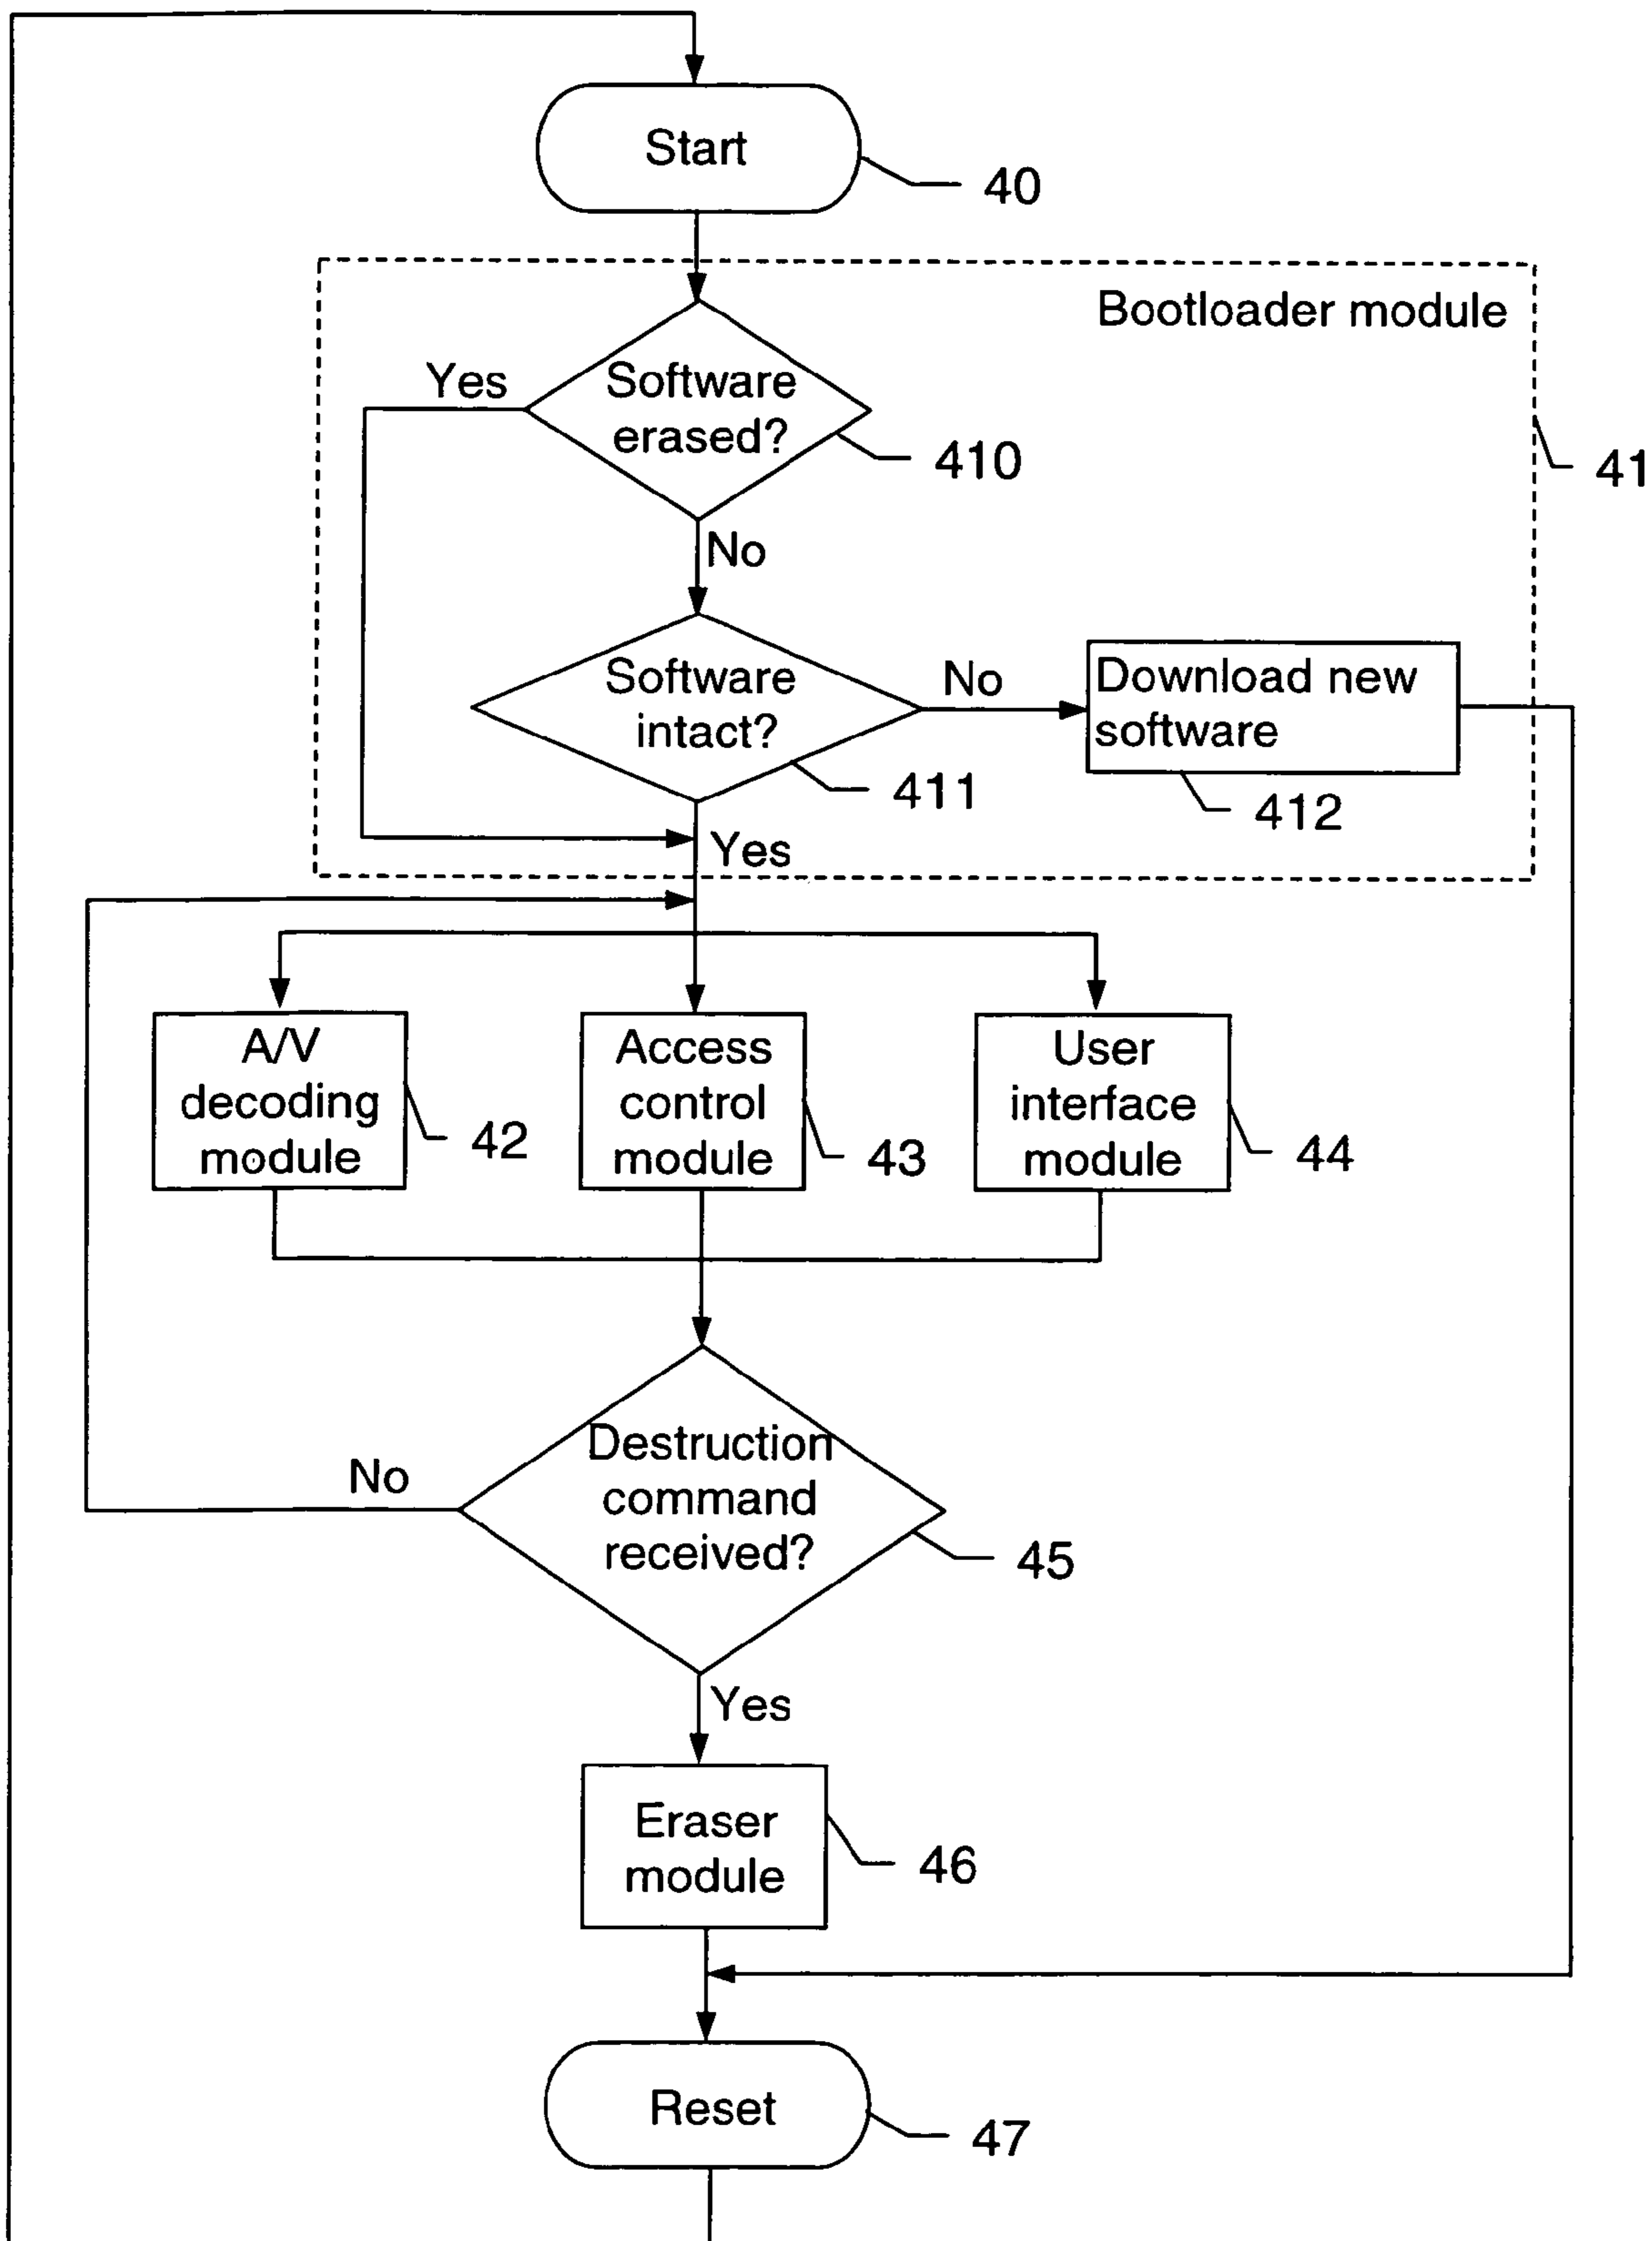 Start
40
Bootloader module
Yes
Software
erased?
410
41
No
Software
intact?
No
Download new
software
411
412
Yes
A/V
decoding
module
42
Access
control
module
43
User
interface
module
44
Destruction
command
received?
No
45
Yes
Eraser
module
46
Reset
47